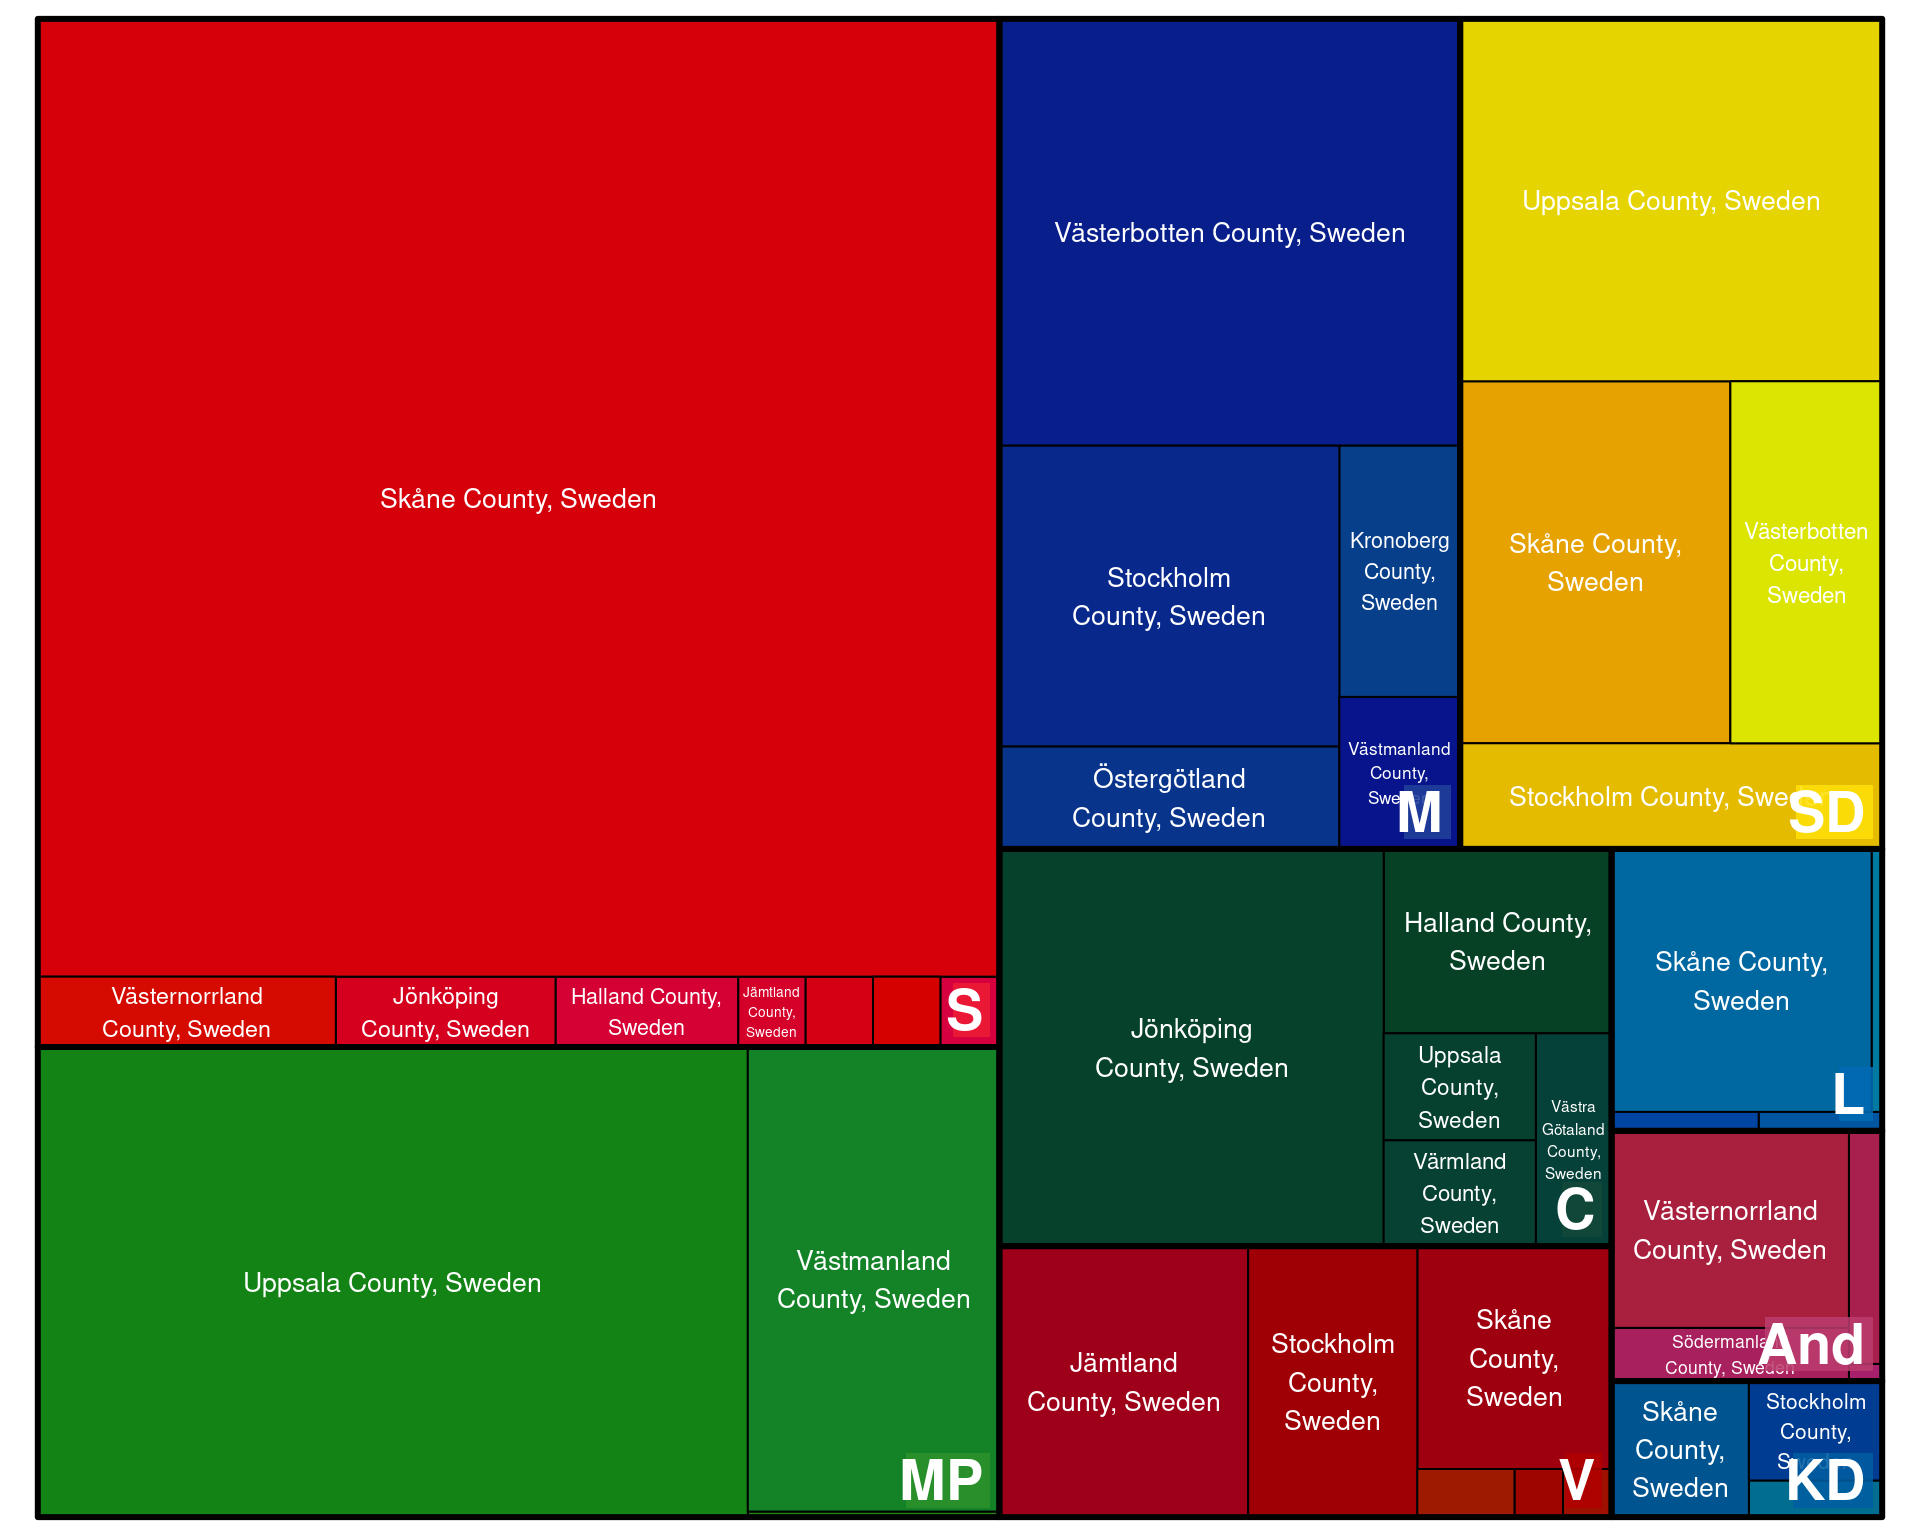 Skåne County, Sweden
Västernorrland
County, Sweden
Jönköping
County, Sweden
Halland County,
Sweden
Jämtland
County,
Sweden
S
Uppsala County, Sweden
Västmanland
County, Sweden
MP
Västerbotten County, Sweden
Stockholm
County, Sweden
Kronoberg
County,
Sweden
Östergötland
County, Sweden
Västmanland
County,
M
Uppsala County, Sweden
Skåne County,
Sweden
Västerbotten
County,
Sweden
Stockholm County,
SD
Jönköping
County, Sweden
Halland County,
Sweden
Uppsala
County,
Sweden
Värmland
County,
Sweden
Västra
Götaland
County,
Sweden
C
Skåne County,
Sweden
L
Västernorrland
County, Sweden
County, Sweden
And
Jämtland
County, Sweden
Stockholm
County,
Sweden
Skåne
County,
Sweden
V
Skåne
County,
Sweden
Stockholm
County,
KD